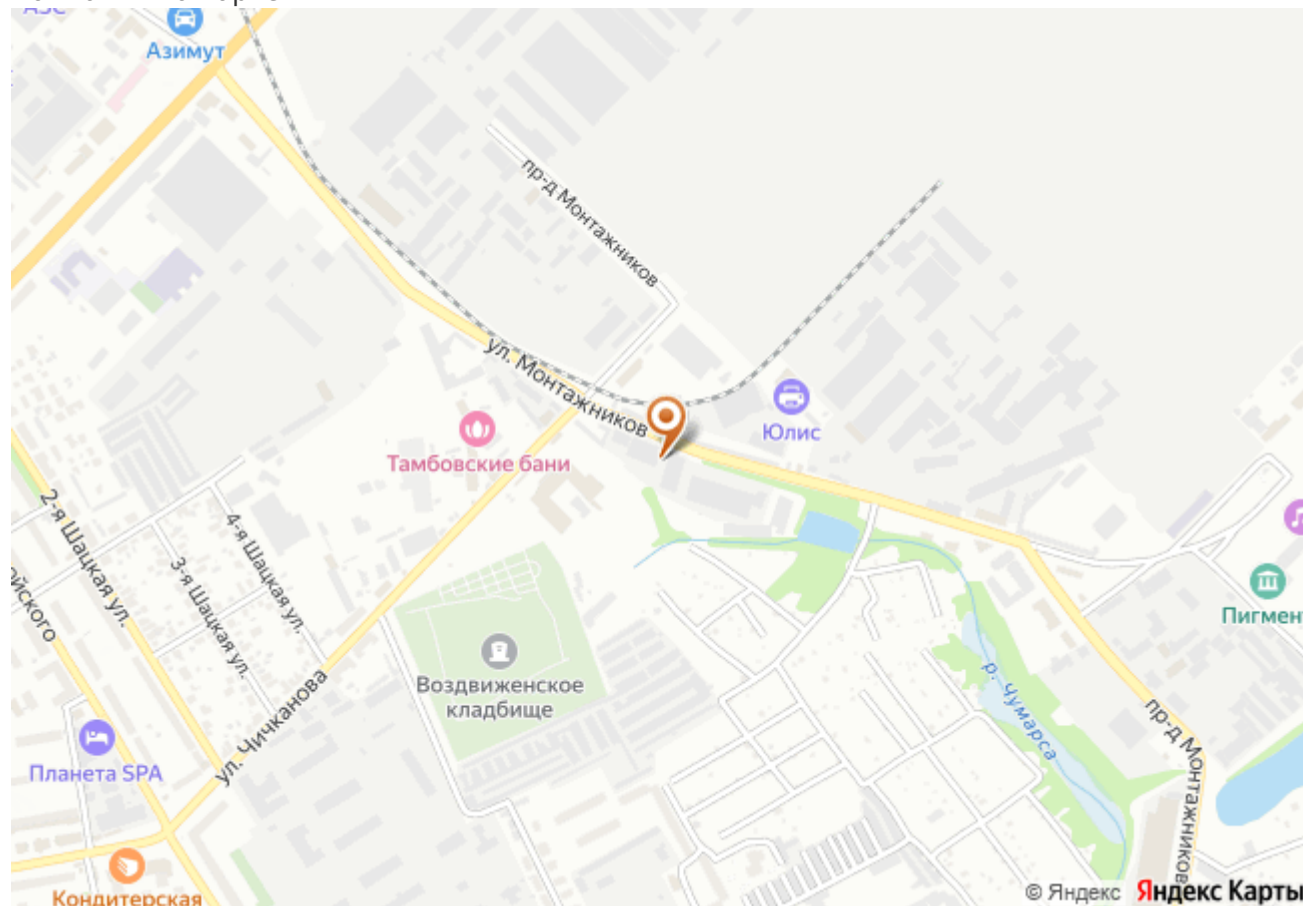 АЗС
Азимут
пр-д Монтажников
ул. Монтажников
Юлис
Тамбовские бани
2-я Шацкая ул.
4-я Шацкая ул.
3-я Шацкая ул.
ул. Чичканова
Воздвиженское
кладбище
р. Чумарса
Пигмен
пр-д Монтажников
Планета SPA
Кондитерская
© Яндекс Яндекс Карты